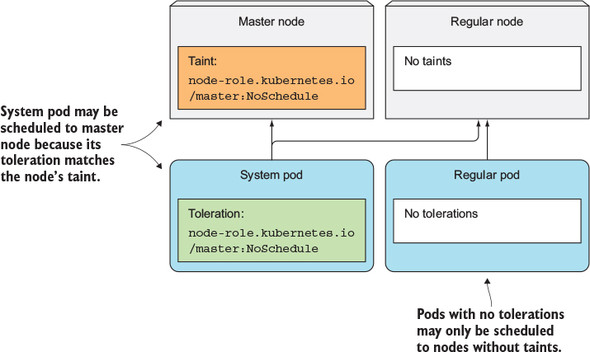 Master node
Regular node
Taint:
node-role.kubernetes.io
/master:NoSchedule
No taints
System pod may be
scheduled to master
node because its
toleration matches
the node's taint.
System pod
Regular pod
Toleration:
node-role.kubernetes.io
/master:NoSchedule
No tolerations
Pods with no tolerations
may only be scheduled
to nodes without taints.